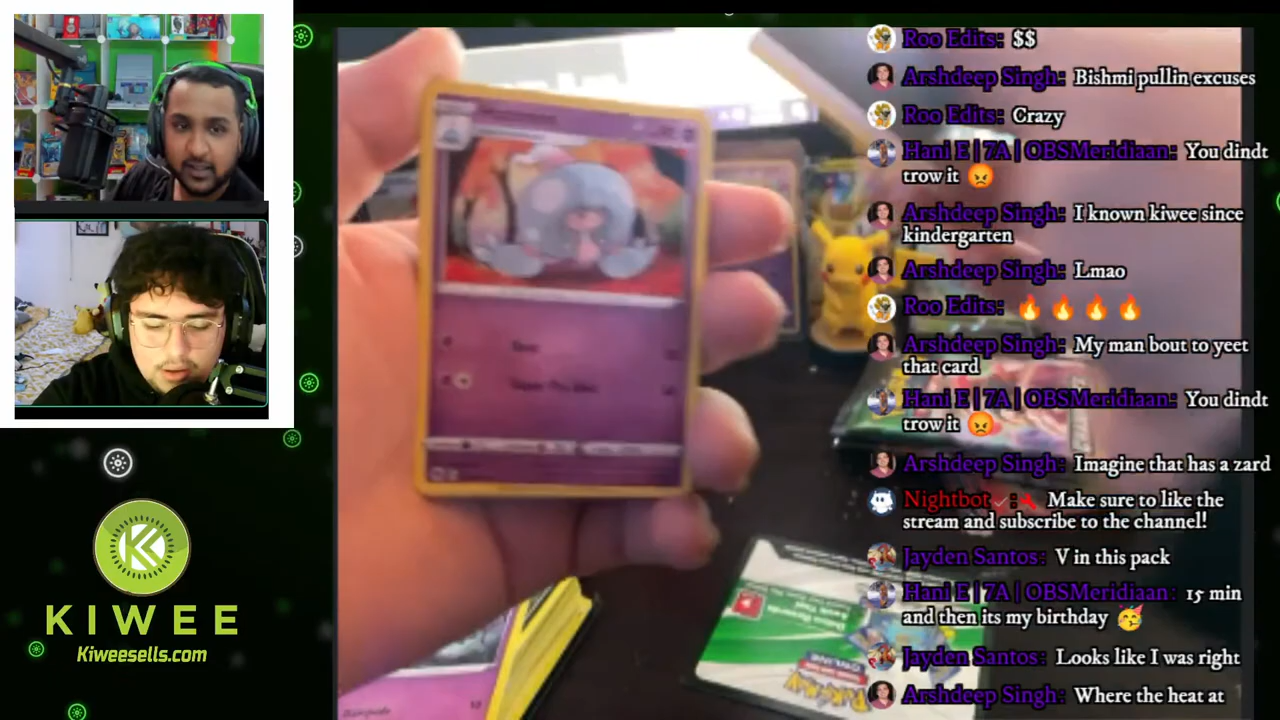 Roo Edits: $$
Arshdeep Singh: Bishmi pullin excuses
Roo Edits: Crazy
Hani E | 7A | OBSMeridiaan: You dindt
trow it 😡
Arshdeep Singh: I known kiwee since
kindergarten
Arshdeep Singh: Lmao
Roo Edits: 🔥 🔥 🔥 🔥
Arshdeep Singh: My man bout to yeet
that card
Hani E | 7A | OBSMeridiaan: You dindt
trow it 😡
Arshdeep Singh: Imagine that has a zard
Nightbot: Make sure to like the
stream and subscribe to the channel!
Jayden Santos: V in this pack
Hani E | 7A | OBSMeridiaan: 15 min
and then its my birthday 🥳
Jayden Santos: Looks like I was right
Arshdeep Singh: Where the heat at
K
KIWEE
Kiweesells.com
POKÉMON